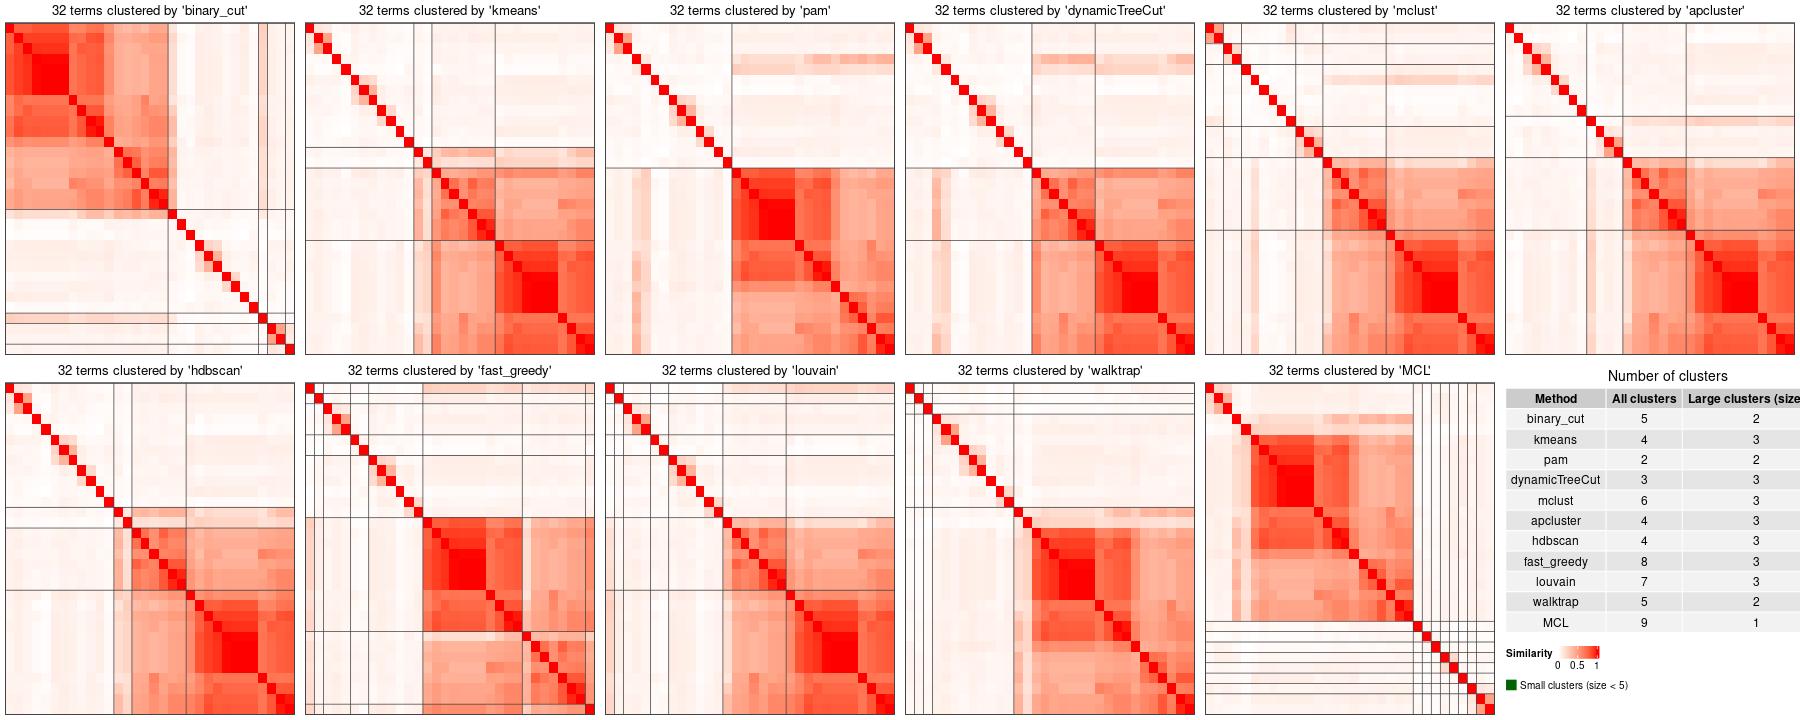 32 terms clustered by 'binary_cut'
32 terms clustered by 'kmeans'
32 terms clustered by 'pam'
32 terms clustered by 'dynamicTreeCut'
32 terms clustered by 'mclust'
32 terms clustered by 'apcluster'
32 terms clustered by 'hdbscan'
32 terms clustered by 'fast_greedy'
32 terms clustered by 'louvain'
32 terms clustered by 'walktrap'
32 terms clustered by 'MCL'
Number of clusters
Method All clusters Large clusters (size
binary_cut 5 2
kmeans 4 3
pam 2 2
dynamicTreeCut 3 3
mclust 6 3
apcluster 4 3
hdbscan 4 3
fast_greedy 8 3
louvain 7 3
walktrap 5 2
MCL 9 1
Similarity
0 0.5 1
Small clusters (size < 5)